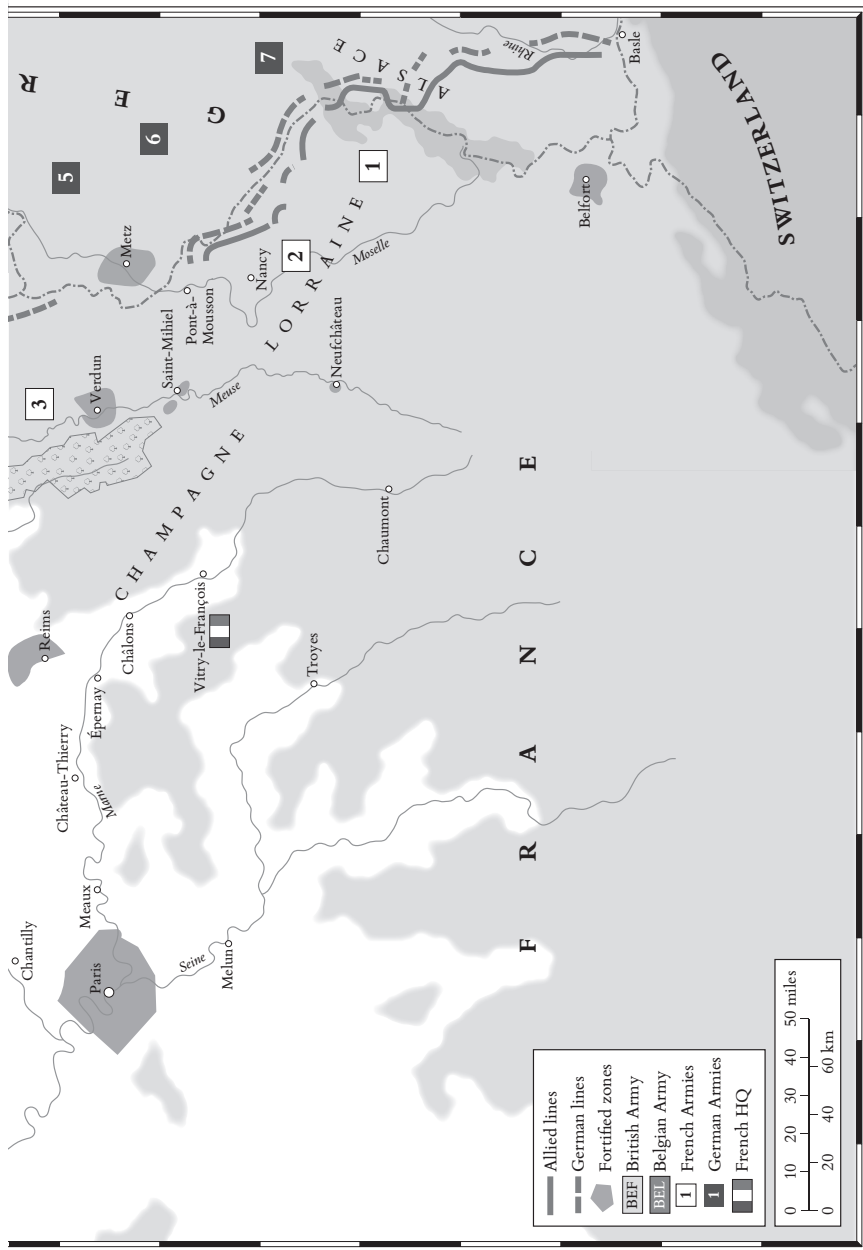 Chantilly
Paris
Meaux
Château-Thierry
Marne
Épernay
Reims
Châlons
Vitry-le-François
CHAMPAGNE
Seine
Melun
Troyes
Chaumont
3
Verdun
Saint-Mihiel
Meuse
Neufchâteau
LORRAINE
Metz
Pont-à-
Mousson
Nancy
Moselle
5
6
7
2
1
G E R
ALSACE
Rhine
Basle
Belfort
SWITZERLAND
FRANCE
Allied lines
German lines
Fortified zones
BEF British Army
BEL Belgian Army
1 French Armies
1 German Armies
French HQ
0 10 20 30 40 50 miles
0 20 40 60 km